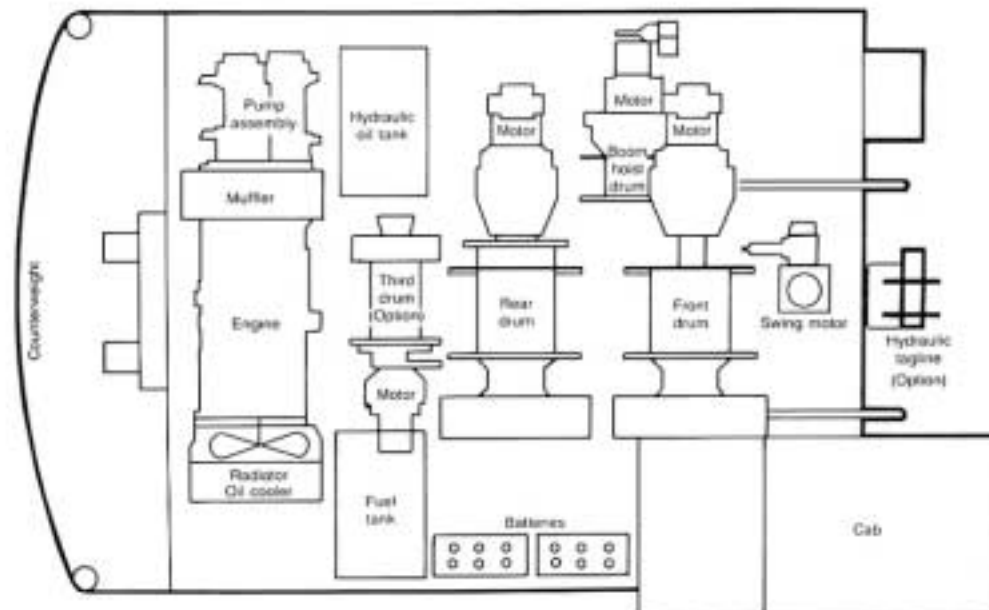 Counterweight
Pump
assembly
Muffler
Engine
Radiator
Oil cooler
Hydraulic
oil tank
Third
drum
(Option)
Motor
Fuel
tank
Motor
Rear
drum
Batteries
Motor
Boom
hoist
drum
Motor
Front
drum
Swing motor
Hydraulic
tagline
(Option)
Cab